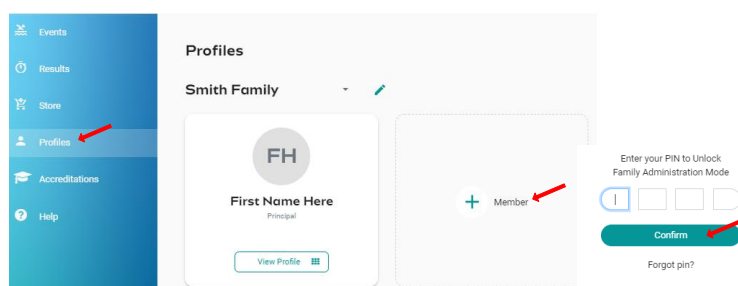 Events
Results
Store
Profiles
Accreditations
Help
Profiles
Smith Family
FH
First Name Here
Principal
View Profile
+ Member
Enter your PIN to Unlock
Family Administration Mode
Confirm
Forgot pin?